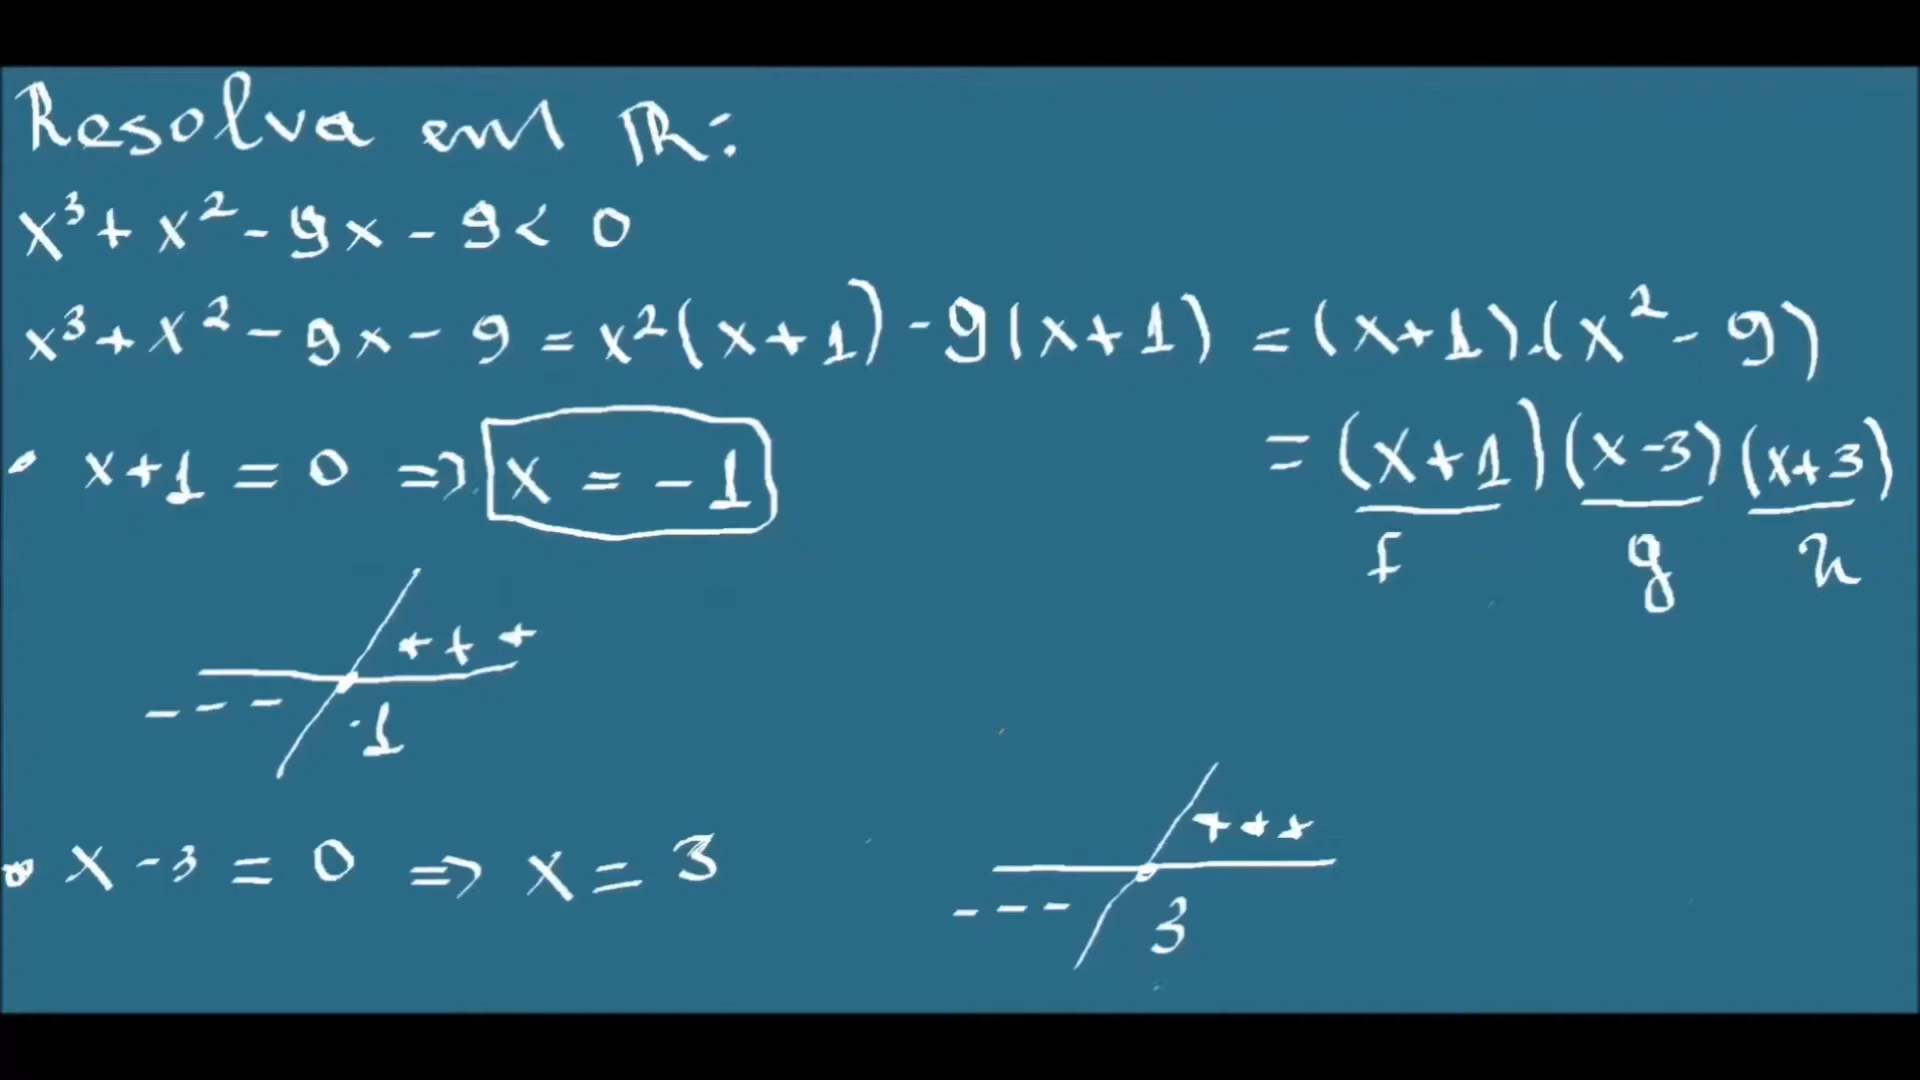 Resolva em ℝ:
x³ + x² - 9x - 9 < 0
x³ + x² - 9x - 9 = x²(x+1) - 9(x+1) = (x+1).(x² - 9)
= (x+1)(x-3)(x+3)
f g h
• x+1 = 0 => x = -1
+ + +
- - -
-1
• x - 3 = 0 => x = 3
+ + +
- - -
3